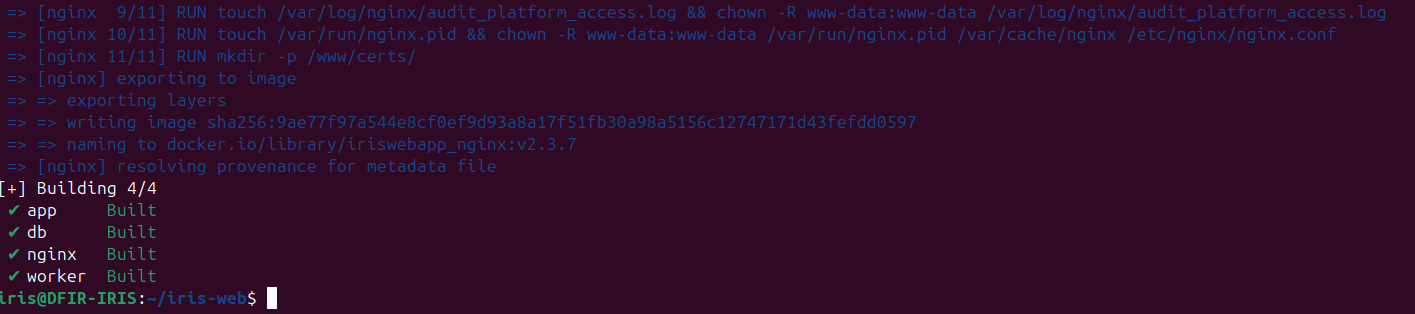 => [nginx  9/11] RUN touch /var/log/nginx/audit_platform_access.log && chown -R www-data:www-data /var/log/nginx/audit_platform_access.log
=> [nginx 10/11] RUN touch /var/run/nginx.pid && chown -R www-data:www-data /var/run/nginx.pid /var/cache/nginx /etc/nginx/nginx.conf
=> [nginx 11/11] RUN mkdir -p /www/certs/
=> [nginx] exporting to image
=> => exporting layers
=> => writing image sha256:9ae77f97a544e8cf0ef9d93a8a17f51fb30a98a5156c12747171d43fefdd0597
=> => naming to docker.io/library/iriswebapp_nginx:v2.3.7
=> [nginx] resolving provenance for metadata file
[+] Building 4/4
✔ app     Built
✔ db      Built
✔ nginx   Built
✔ worker  Built
iris@DFIR-IRIS:~/iris-web$